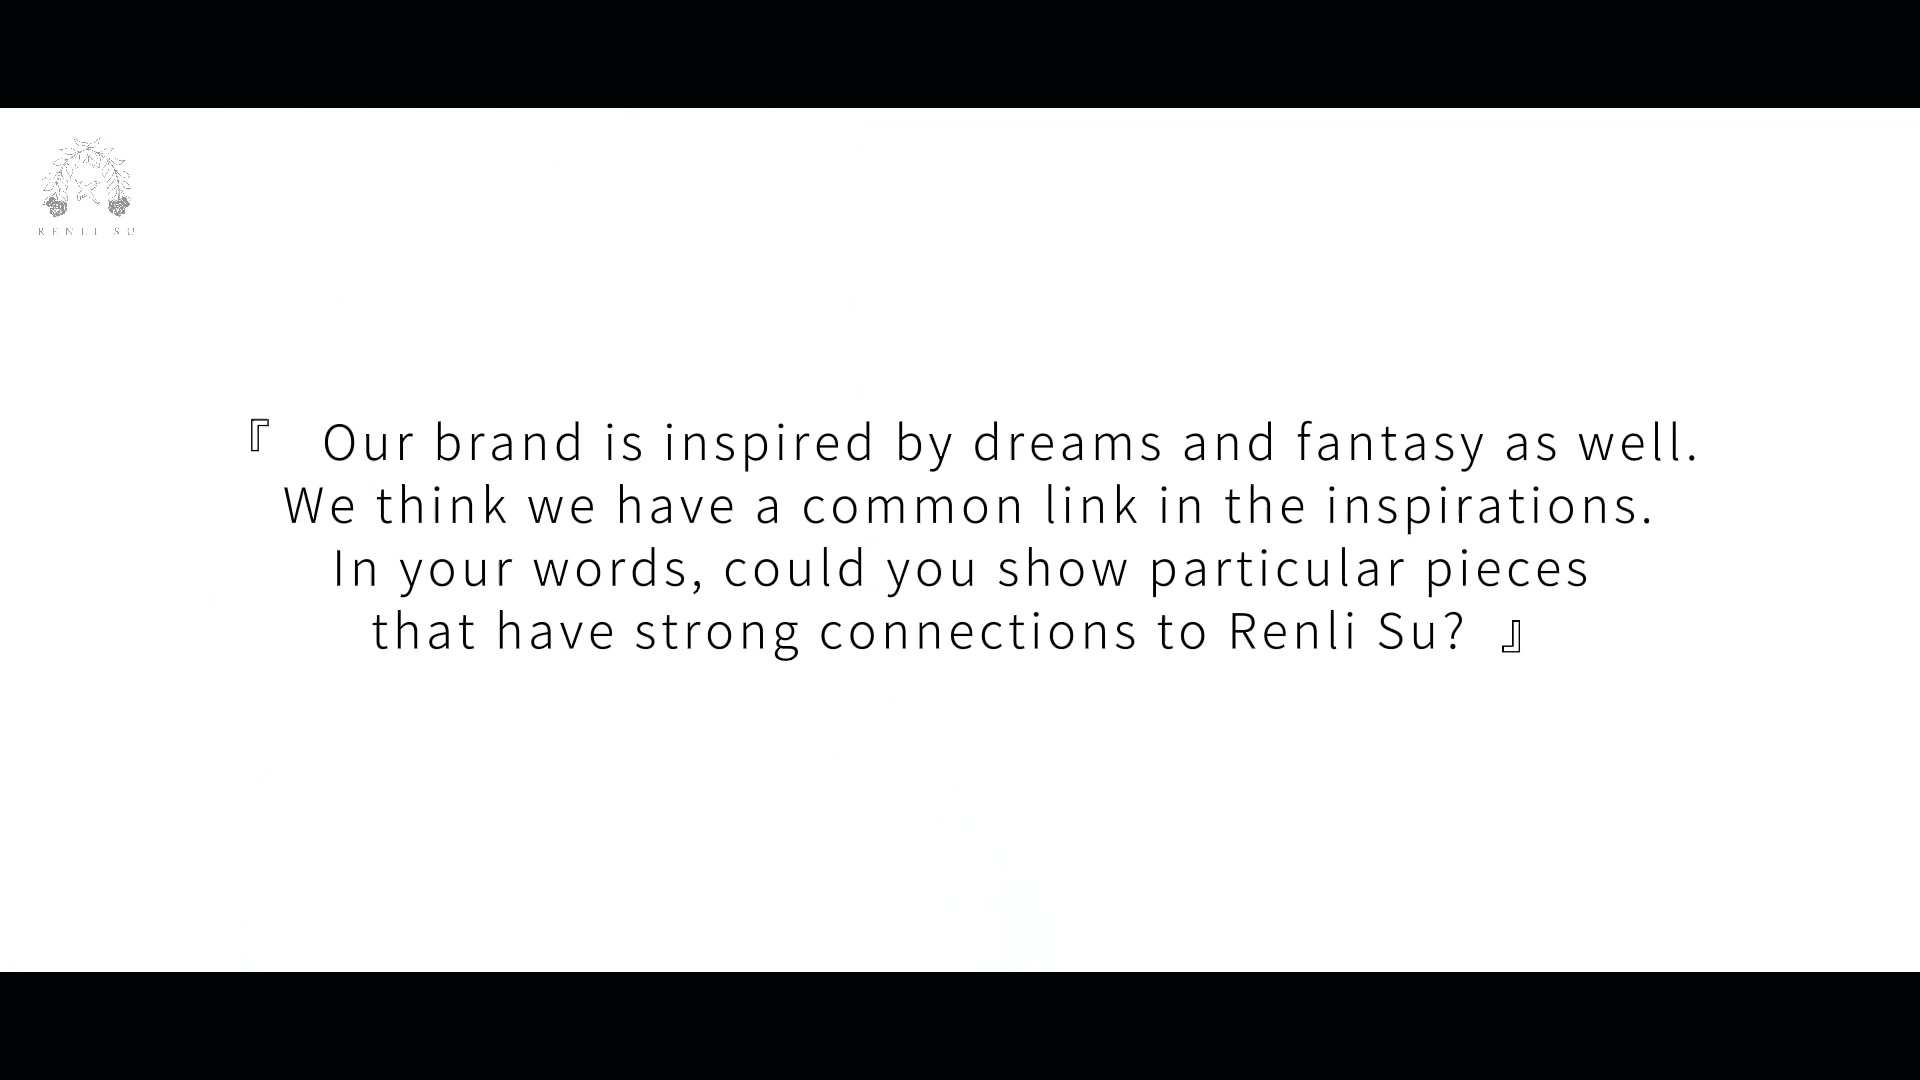 RENLI SU
『 Our brand is inspired by dreams and fantasy as well.
We think we have a common link in the inspirations.
In your words, could you show particular pieces
that have strong connections to Renli Su? 』